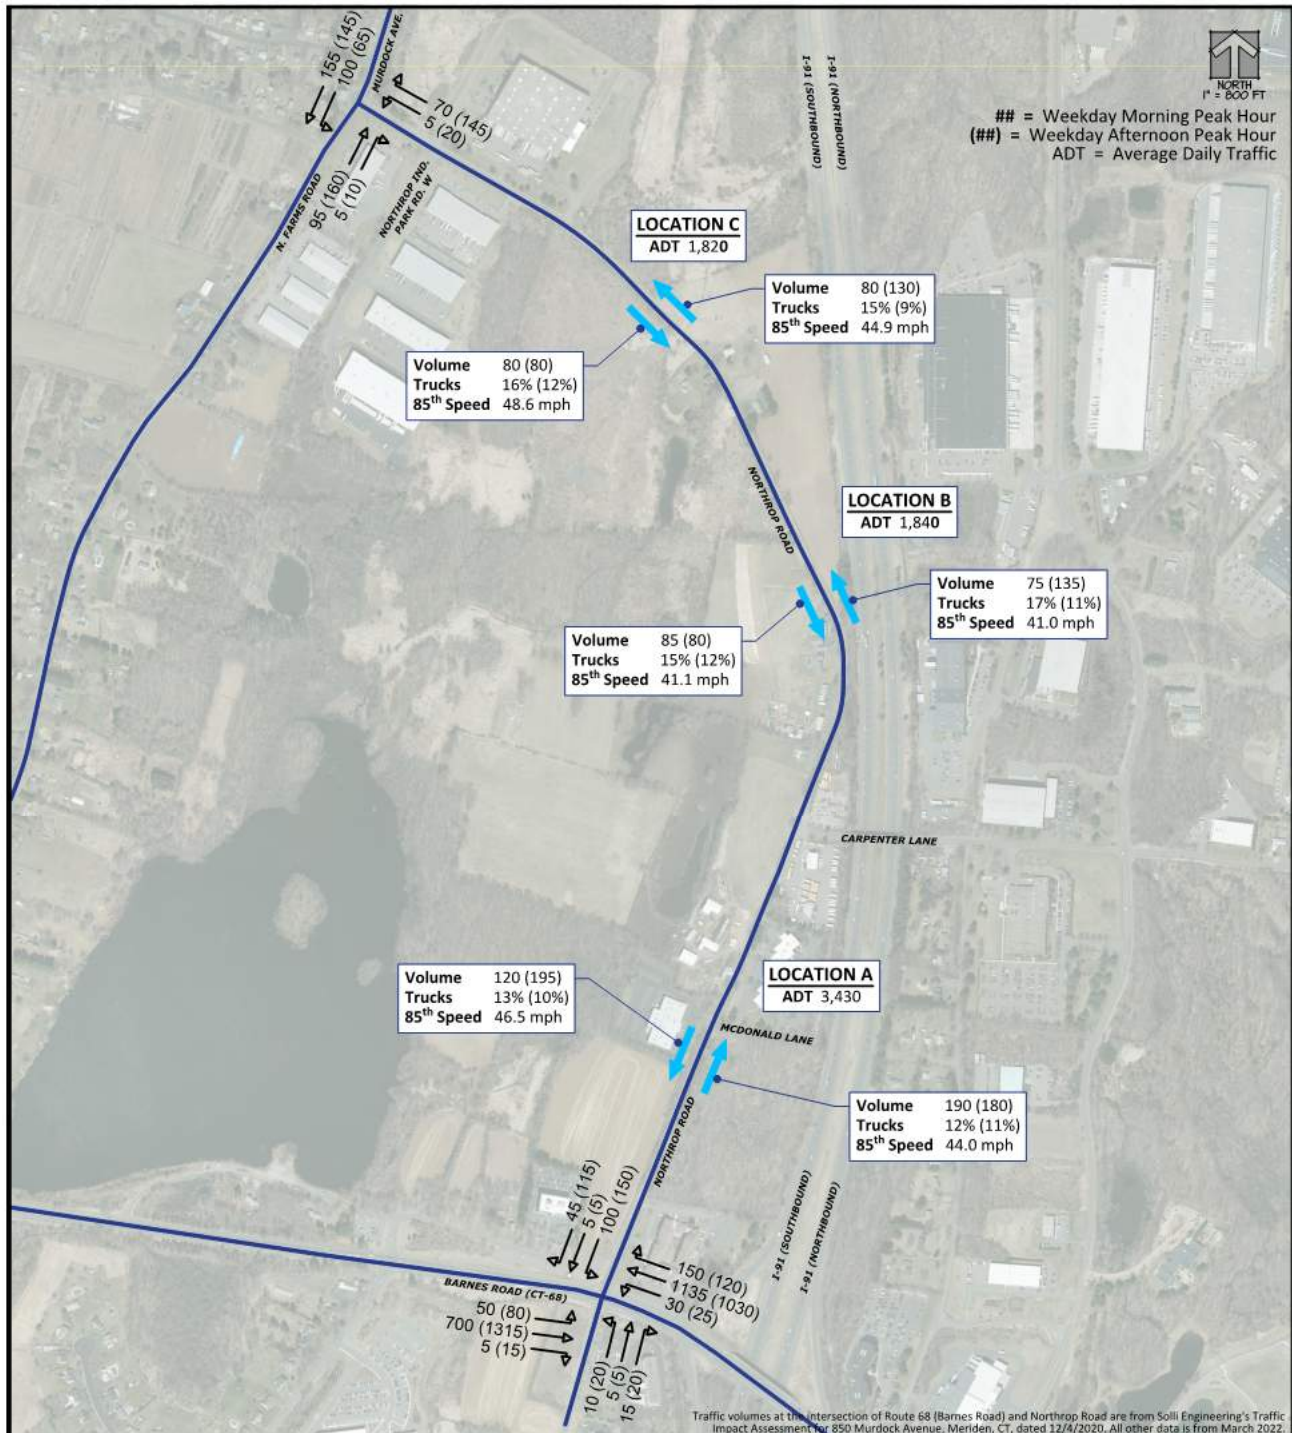 MURDOCK AVE.
155 (145)
100 (65)
70 (145)
5 (20)
95 (160)
5 (10)
N. FARMS ROAD
NORTHROP IND.
PARK RD. W
I-91 (SOUTHBOUND)
I-91 (NORTHBOUND)
NORTH
1" = 800 FT
## = Weekday Morning Peak Hour
(##) = Weekday Afternoon Peak Hour
ADT = Average Daily Traffic
LOCATION C
ADT 1,820
Volume 80 (130)
Trucks 15% (9%)
85th Speed 44.9 mph
Volume 80 (80)
Trucks 16% (12%)
85th Speed 48.6 mph
NORTHROP ROAD
LOCATION B
ADT 1,840
Volume 75 (135)
Trucks 17% (11%)
85th Speed 41.0 mph
Volume 85 (80)
Trucks 15% (12%)
85th Speed 41.1 mph
CARPENTER LANE
LOCATION A
ADT 3,430
Volume 120 (195)
Trucks 13% (10%)
85th Speed 46.5 mph
MCDONALD LANE
Volume 190 (180)
Trucks 12% (11%)
85th Speed 44.0 mph
NORTHROP ROAD
I-91 (SOUTHBOUND)
I-91 (NORTHBOUND)
45 (115)
5 (5)
100 (150)
150 (120)
1135 (1030)
30 (25)
BARNES ROAD (CT-68)
50 (80)
700 (1315)
5 (15)
10 (20)
5 (5)
15 (20)
Traffic volumes at the intersection of Route 68 (Barnes Road) and Northrop Road are from Solli Engineering's Traffic
Impact Assessment for 850 Murdock Avenue, Meriden, CT, dated 12/4/2020. All other data is from March 2022.